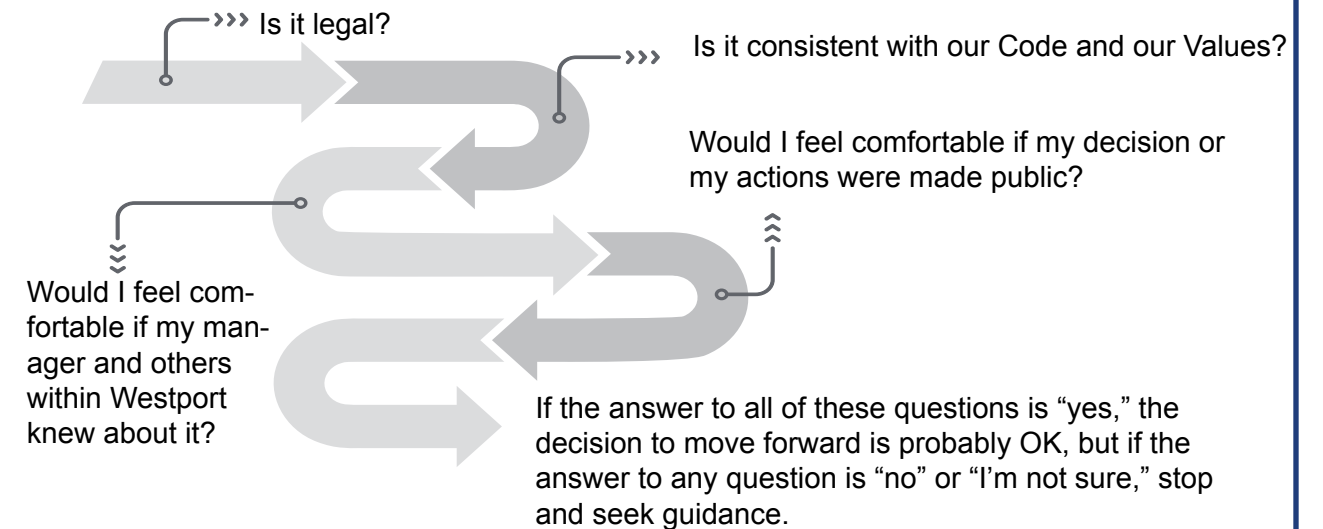 Is it legal?
Is it consistent with our Code and our Values?
Would I feel com-
fortable if my man-
ager and others
within Westport
knew about it?
Would I feel comfortable if my decision or
my actions were made public?
If the answer to all of these questions is “yes,” the
decision to move forward is probably OK, but if the
answer to any question is “no” or “I’m not sure,” stop
and seek guidance.